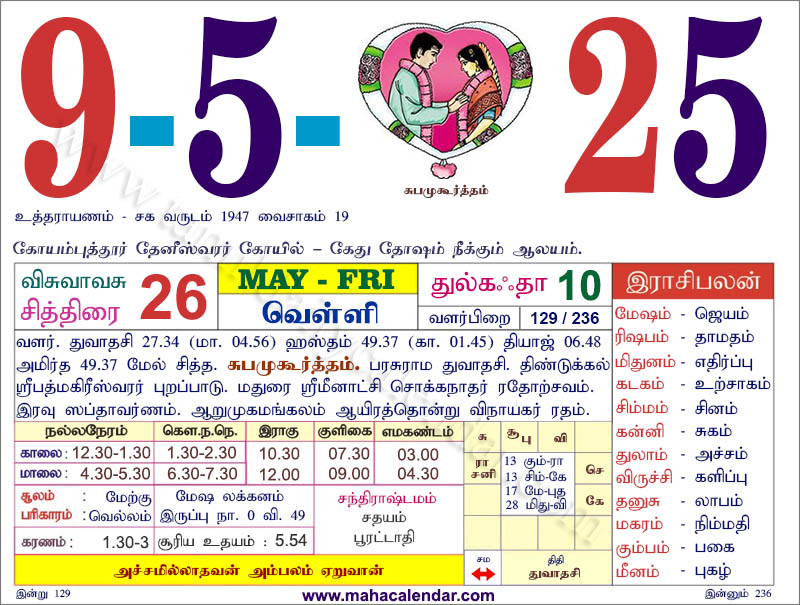 9-5- 25
சுபமுகூர்த்தம்
உத்தராயணம் - சக வருடம் 1947 வைசாகம் 19
கோயம்புத்தூர் தேனீஸ்வரர் கோயில் – கேது தோஷம் நீக்கும் ஆலயம்.
விசுவாவசு
சித்திரை 26
MAY - FRI
வெள்ளி
துல்கஃதா 10
வளர்பிறை 129 / 236
வளர். துவாதசி 27.34 (மா. 04.56) ஹஸ்தம் 49.37 (கா. 01.45) தியாஜ் 06.48
அமிர்த 49.37 மேல் சித்த. சுபமுகூர்த்தம். பரசுராம துவாதசி. திண்டுக்கல்
ஸ்ரீபத்மகிரீஸ்வரர் புறப்பாடு. மதுரை ஸ்ரீமீனாட்சி சொக்கநாதர் ரதோற்சவம்.
இரவு ஸப்தாவர்ணம். ஆறுமுகமங்கலம் ஆயிரத்தொன்று விநாயகர் ரதம்.
நல்லநேரம் கௌ.ந.நெ. இராகு குளிகை எமகண்டம்
காலை: 12.30-1.30 1.30-2.30 10.30 07.30 03.00
மாலை: 4.30-5.30 6.30-7.30 12.00 09.00 04.30
சூலம் : மேற்கு
பரிகாரம் : வெல்லம்
மேஷ லக்கனம்
இருப்பு நா. 0 வி. 49
கரணம் : 1.30-3
சூரிய உதயம் : 5.54
சந்திராஷ்டமம்
சதயம்
பூரட்டாதி
சு சூ பு வி
ரா சனி
13 கும்-ரா
13 சிம்-கே
17 மே-புத
28 மிது-வி
செ
கே
அச்சமில்லாதவன் அம்பலம் ஏறுவான்
சம
திதி
துவாதசி
இராசிபலன்
மேஷம் - ஜெயம்
ரிஷபம் - தாமதம்
மிதுனம் - எதிர்ப்பு
கடகம் - உற்சாகம்
சிம்மம் - சினம்
கன்னி - சுகம்
துலாம் - அச்சம்
விருச்சி - களிப்பு
தனுசு - லாபம்
மகரம் - நிம்மதி
கும்பம் - பகை
மீனம் - புகழ்
இன்று 129
www.mahacalendar.com
இன்னும் 236